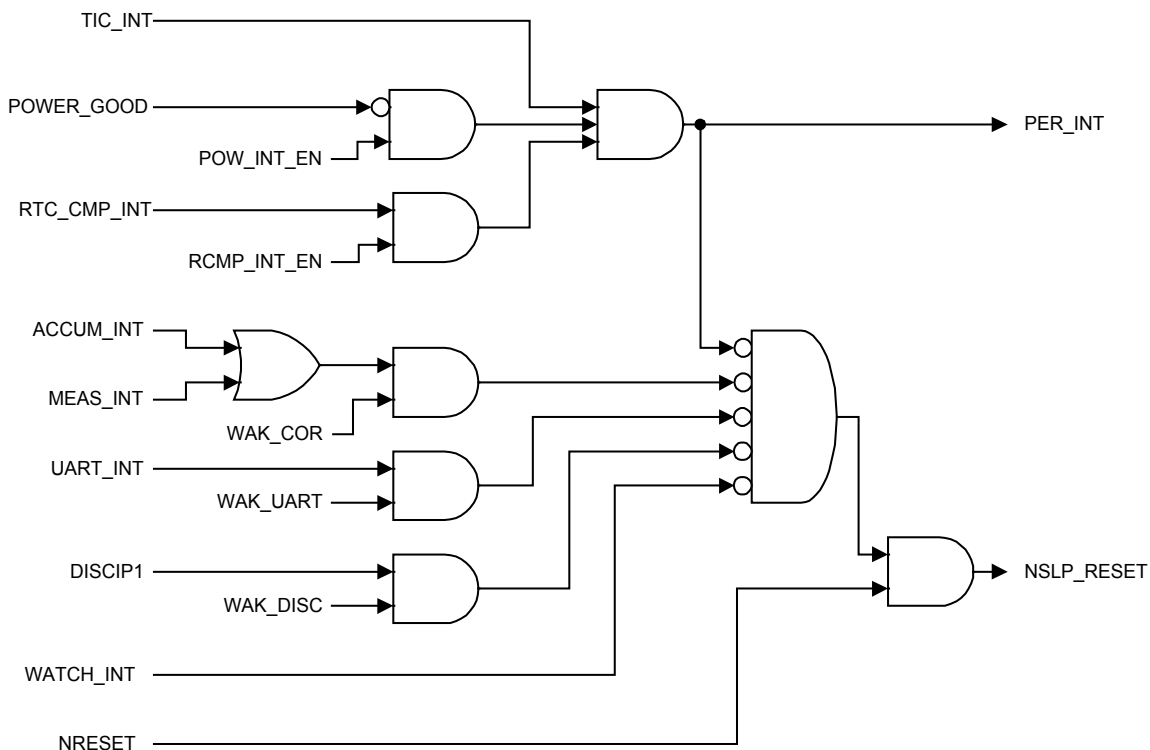 TIC_INT
POWER_GOOD
PER_INT
POW_INT_EN
RTC_CMP_INT
RCMP_INT_EN
ACCUM_INT
MEAS_INT
WAK_COR
UART_INT
WAK_UART
DISCIP1
NSLP_RESET
WAK_DISC
WATCH_INT
NRESET